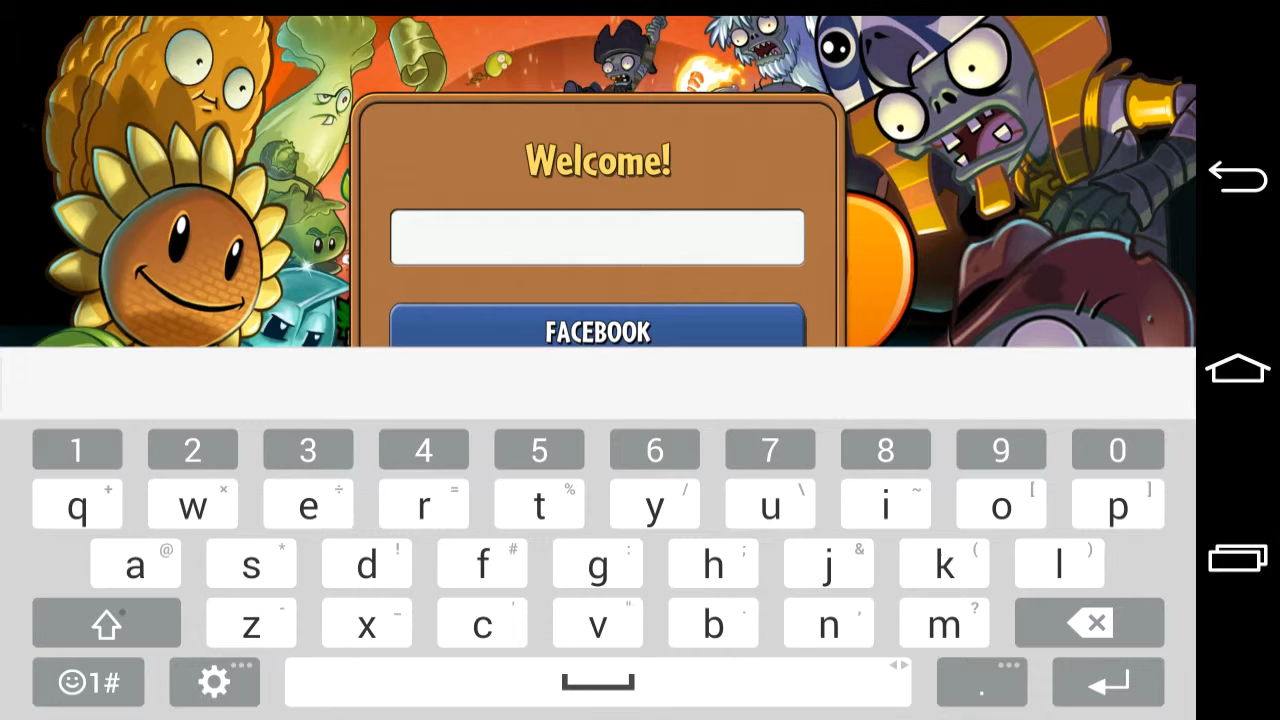 Welcome!
FACEBOOK
1 2 3 4 5 6 7 8 9 0
q + w × e ÷ r = t % y / u \ i ~ o [ p ]
a @ s * d ! f # g : h ; j & k ( l )
z - x _ c ' v " b · n , m ?
1# .